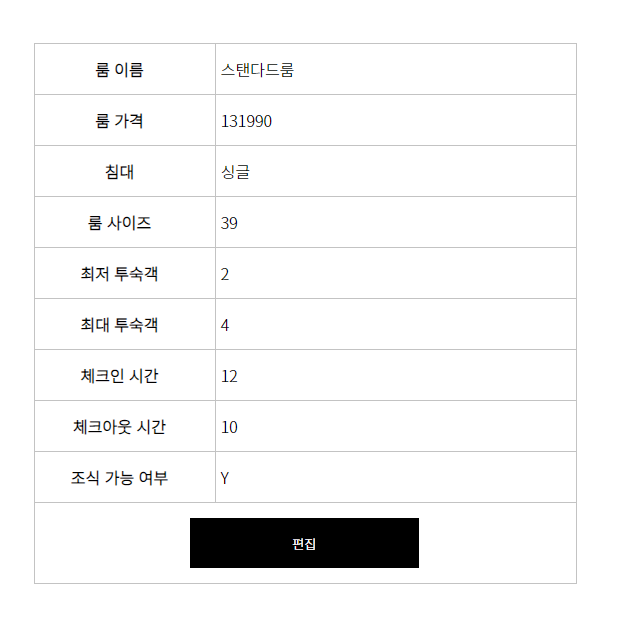 룸 이름 스탠다드룸
룸 가격 131990
침대 싱글
룸 사이즈 39
최저 투숙객 2
최대 투숙객 4
체크인 시간 12
체크아웃 시간 10
조식 가능 여부 Y
편집